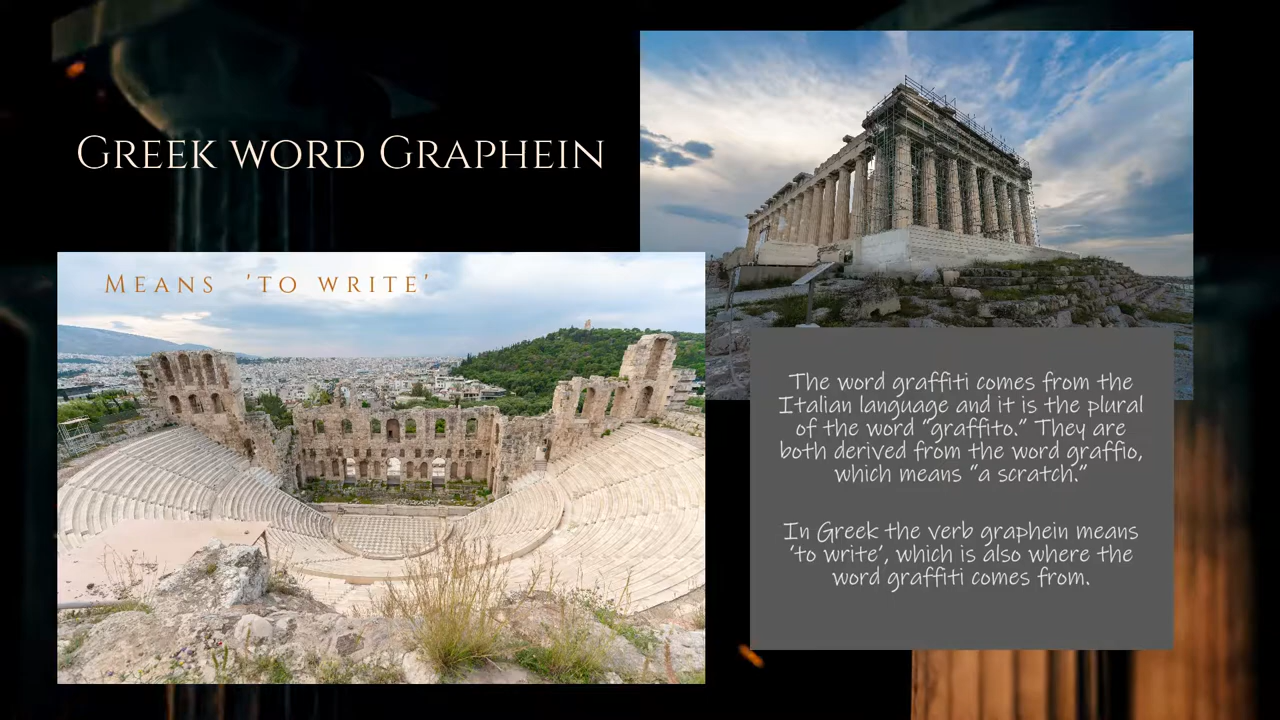 Greek word Graphein
Means 'to write'
The word graffiti comes from the
Italian language and it is the plural
of the word “graffito.” They are
both derived from the word graffio,
which means “a scratch.”
In Greek the verb graphein means
‘to write’, which is also where the
word graffiti comes from.